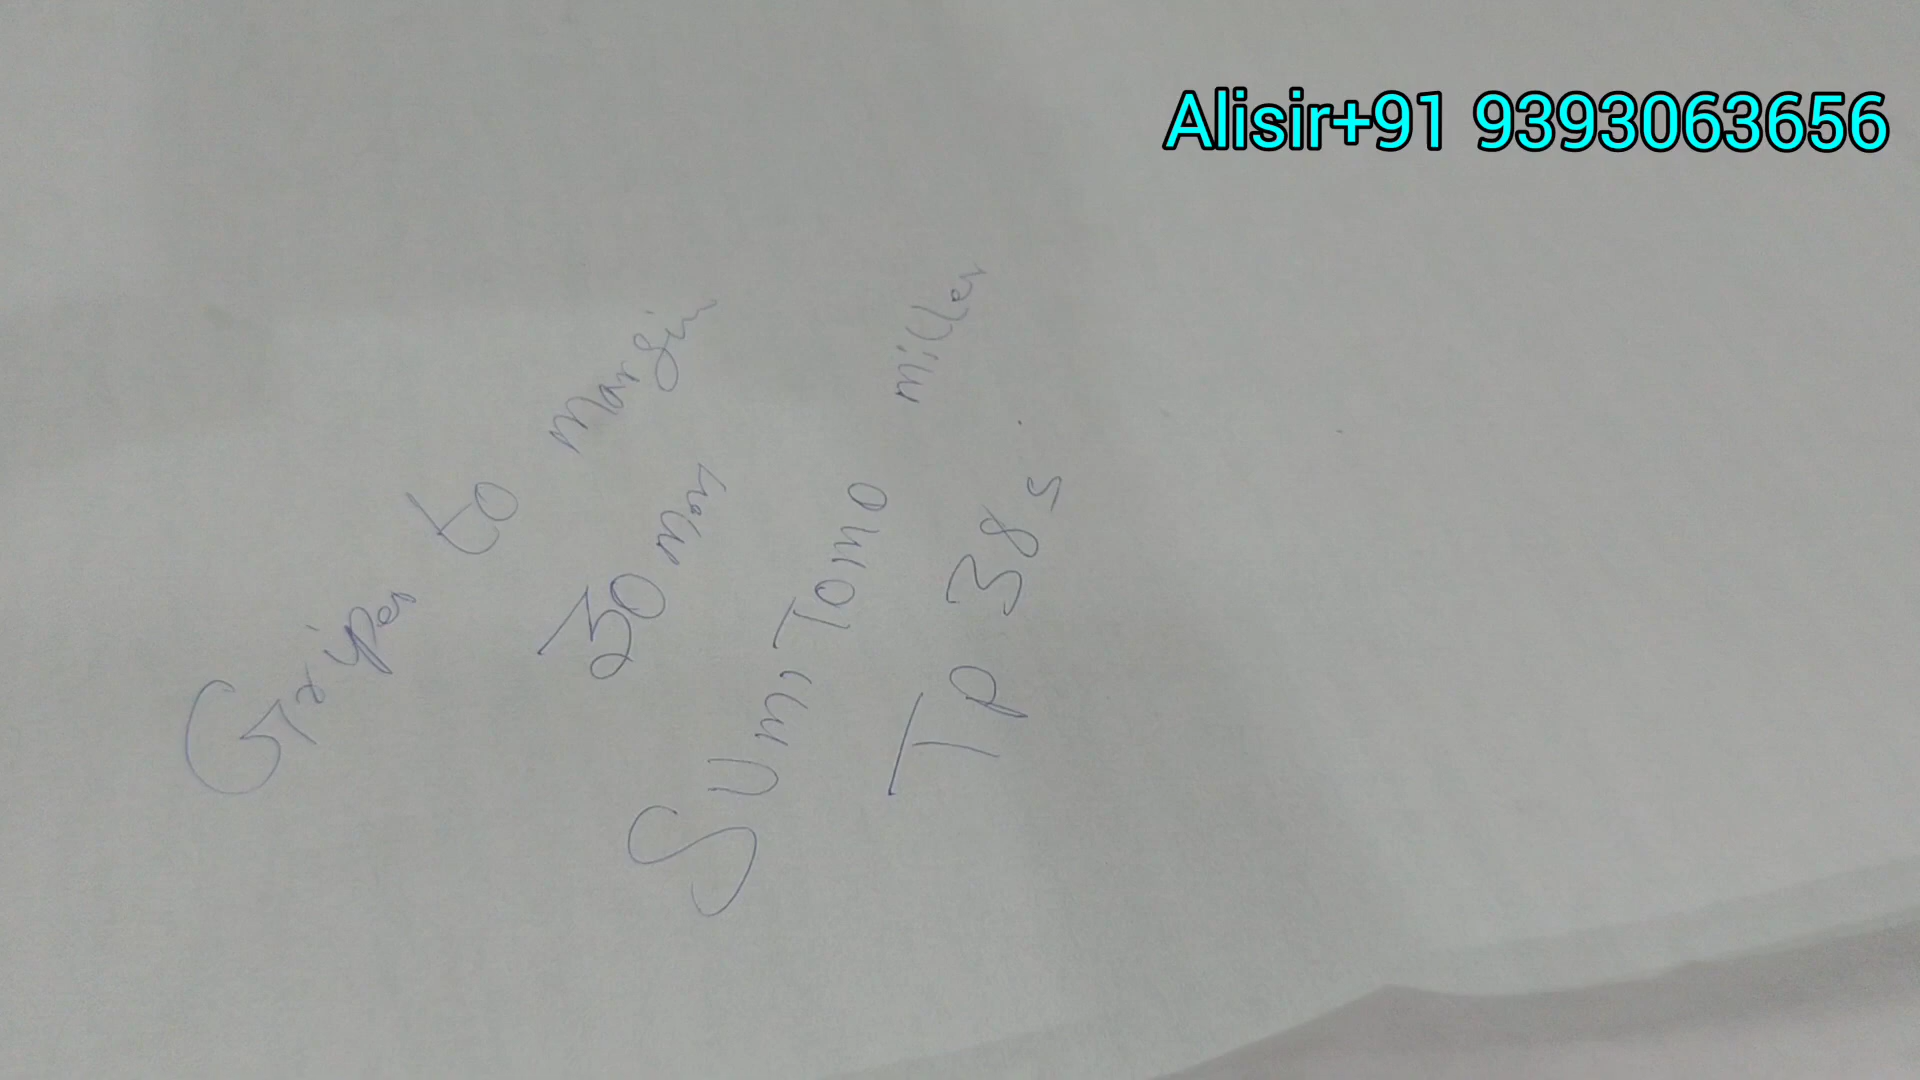 Alisir+91 9393063656
Griper to margin
30 mm
SUmiTomo miller
Tp 38s